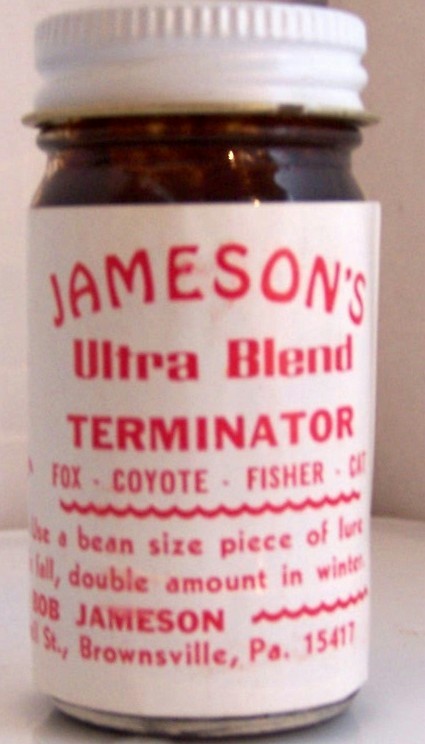 JAMESON'S
Ultra Blend
TERMINATOR
FOX · COYOTE · FISHER · CAT
Use a bean size piece of lure
fall, double amount in winter.
BOB JAMESON
St., Brownsville, Pa. 15417